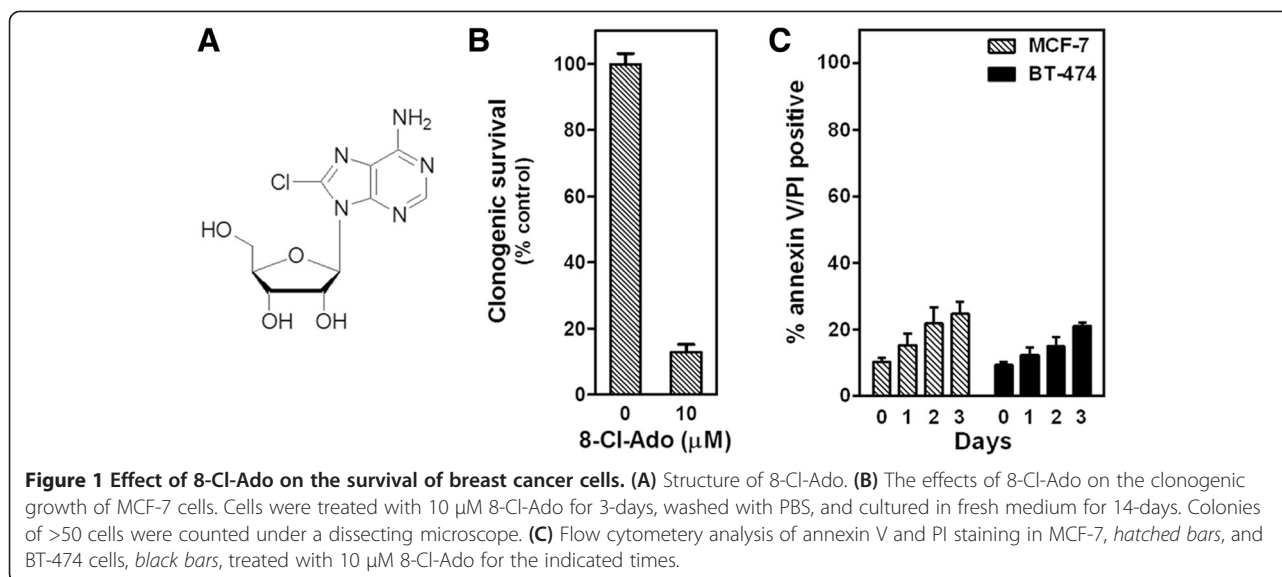 A
NH₂
N
N
Cl
N
N
HO
O
OH
OH
B
Clonogenic survival
(% control)
100
80
60
40
20
0
0 10
8-Cl-Ado (µM)
C
MCF-7
BT-474
% annexin V/PI positive
100
80
60
40
20
0
0 1 2 3 0 1 2 3
Days
Figure 1 Effect of 8-Cl-Ado on the survival of breast cancer cells. (A) Structure of 8-Cl-Ado. (B) The effects of 8-Cl-Ado on the clonogenic
growth of MCF-7 cells. Cells were treated with 10 µM 8-Cl-Ado for 3-days, washed with PBS, and cultured in fresh medium for 14-days. Colonies
of >50 cells were counted under a dissecting microscope. (C) Flow cytometery analysis of annexin V and PI staining in MCF-7, hatched bars, and
BT-474 cells, black bars, treated with 10 µM 8-Cl-Ado for the indicated times.